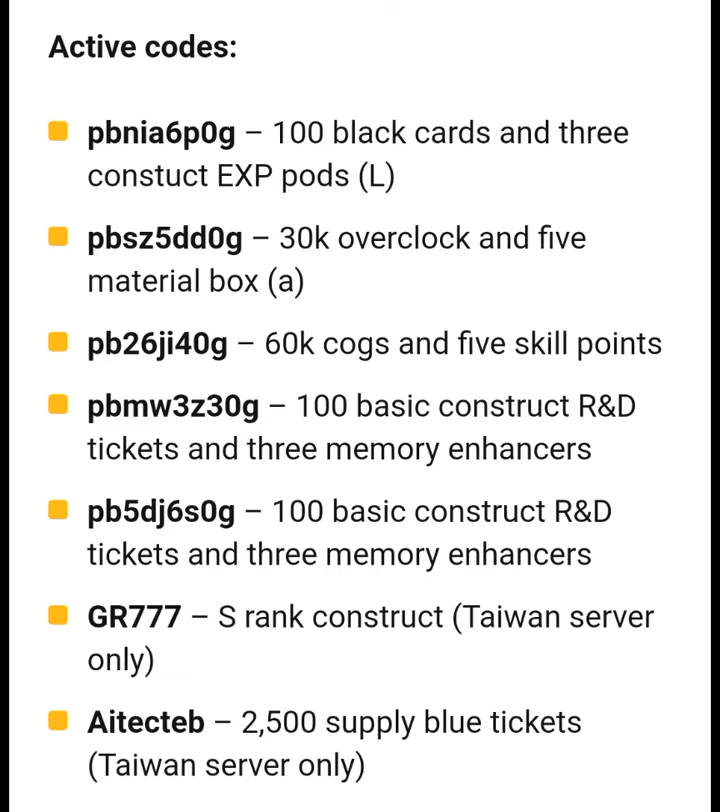 Active codes:
pbnia6p0g – 100 black cards and three
constuct EXP pods (L)
pbsz5dd0g – 30k overclock and five
material box (a)
pb26ji40g – 60k cogs and five skill points
pbmw3z30g – 100 basic construct R&D
tickets and three memory enhancers
pb5dj6s0g – 100 basic construct R&D
tickets and three memory enhancers
GR777 – S rank construct (Taiwan server
only)
Aitecteb – 2,500 supply blue tickets
(Taiwan server only)